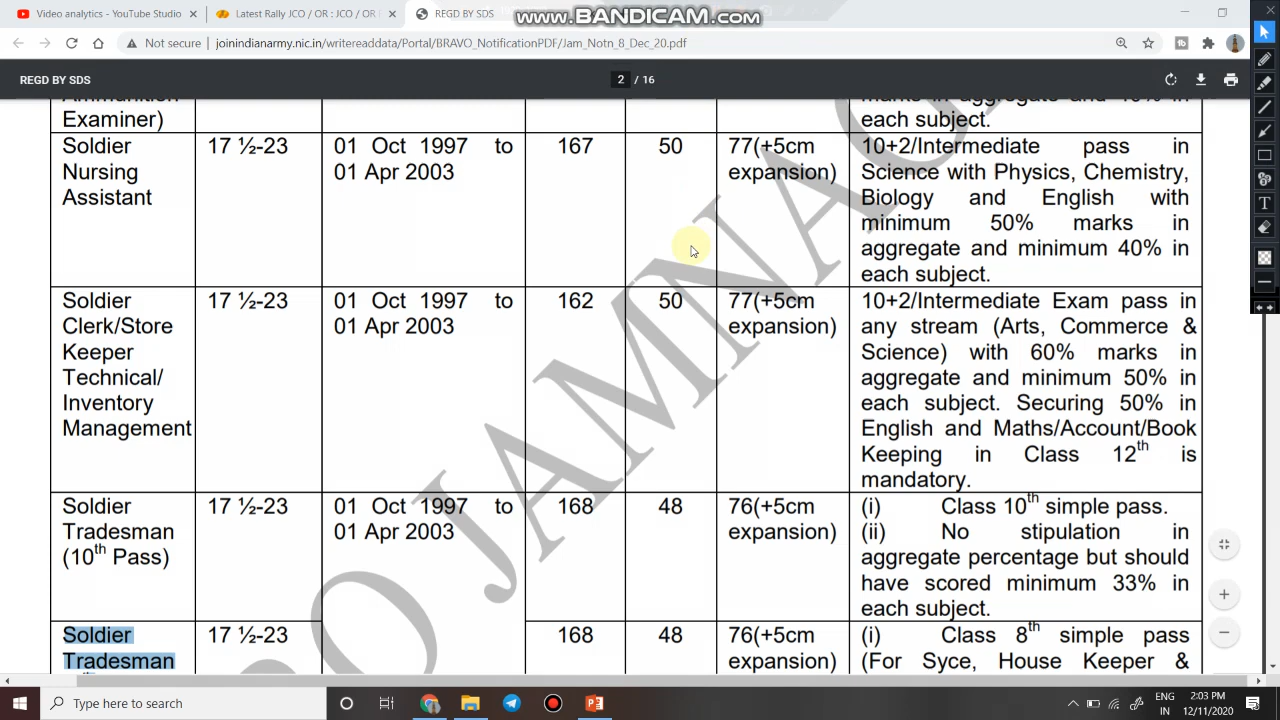 Video analytics - YouTube Studio
Latest Rally JCO / OR : JCO / OR
REGD BY SDS
www.BANDICAM.com
Not secure
joinindianarmy.nic.in/writereaddata/Portal/BRAVO_NotificationPDF/Jam_Notn_8_Dec_20.pdf
REGD BY SDS
2 / 16
Examiner)
each subject.
Soldier
Nursing
Assistant
17 ½-23
01 Oct 1997 to
01 Apr 2003
167
50
77(+5cm
expansion)
10+2/Intermediate pass in
Science with Physics, Chemistry,
Biology and English with
minimum 50% marks in
aggregate and minimum 40% in
each subject.
Soldier
Clerk/Store
Keeper
Technical/
Inventory
Management
17 ½-23
01 Oct 1997 to
01 Apr 2003
162
50
77(+5cm
expansion)
10+2/Intermediate Exam pass in
any stream (Arts, Commerce &
Science) with 60% marks in
aggregate and minimum 50% in
each subject. Securing 50% in
English and Maths/Account/Book
Keeping in Class 12th is
mandatory.
Soldier
Tradesman
(10th Pass)
17 ½-23
01 Oct 1997 to
01 Apr 2003
168
48
76(+5cm
expansion)
(i) Class 10th simple pass.
(ii) No stipulation in
aggregate percentage but should
have scored minimum 33% in
each subject.
Soldier
Tradesman
17 ½-23
168
48
76(+5cm
expansion)
(i) Class 8th simple pass
(For Syce, House Keeper &
RO JAMNAG
Type here to search
ENG
IN
2:03 PM
12/11/2020